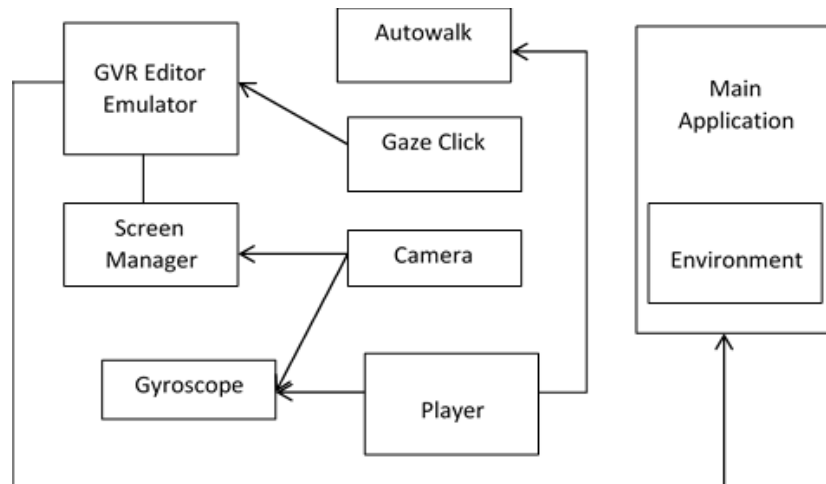 GVR Editor
Emulator
Autowalk
Main
Application
Gaze Click
Screen
Manager
Camera
Environment
Gyroscope
Player